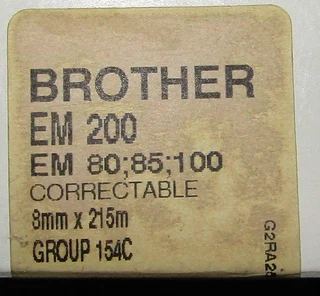 BROTHER
EM 200
EM 80;85;100
CORRECTABLE
8mm x 215m
GROUP 154C